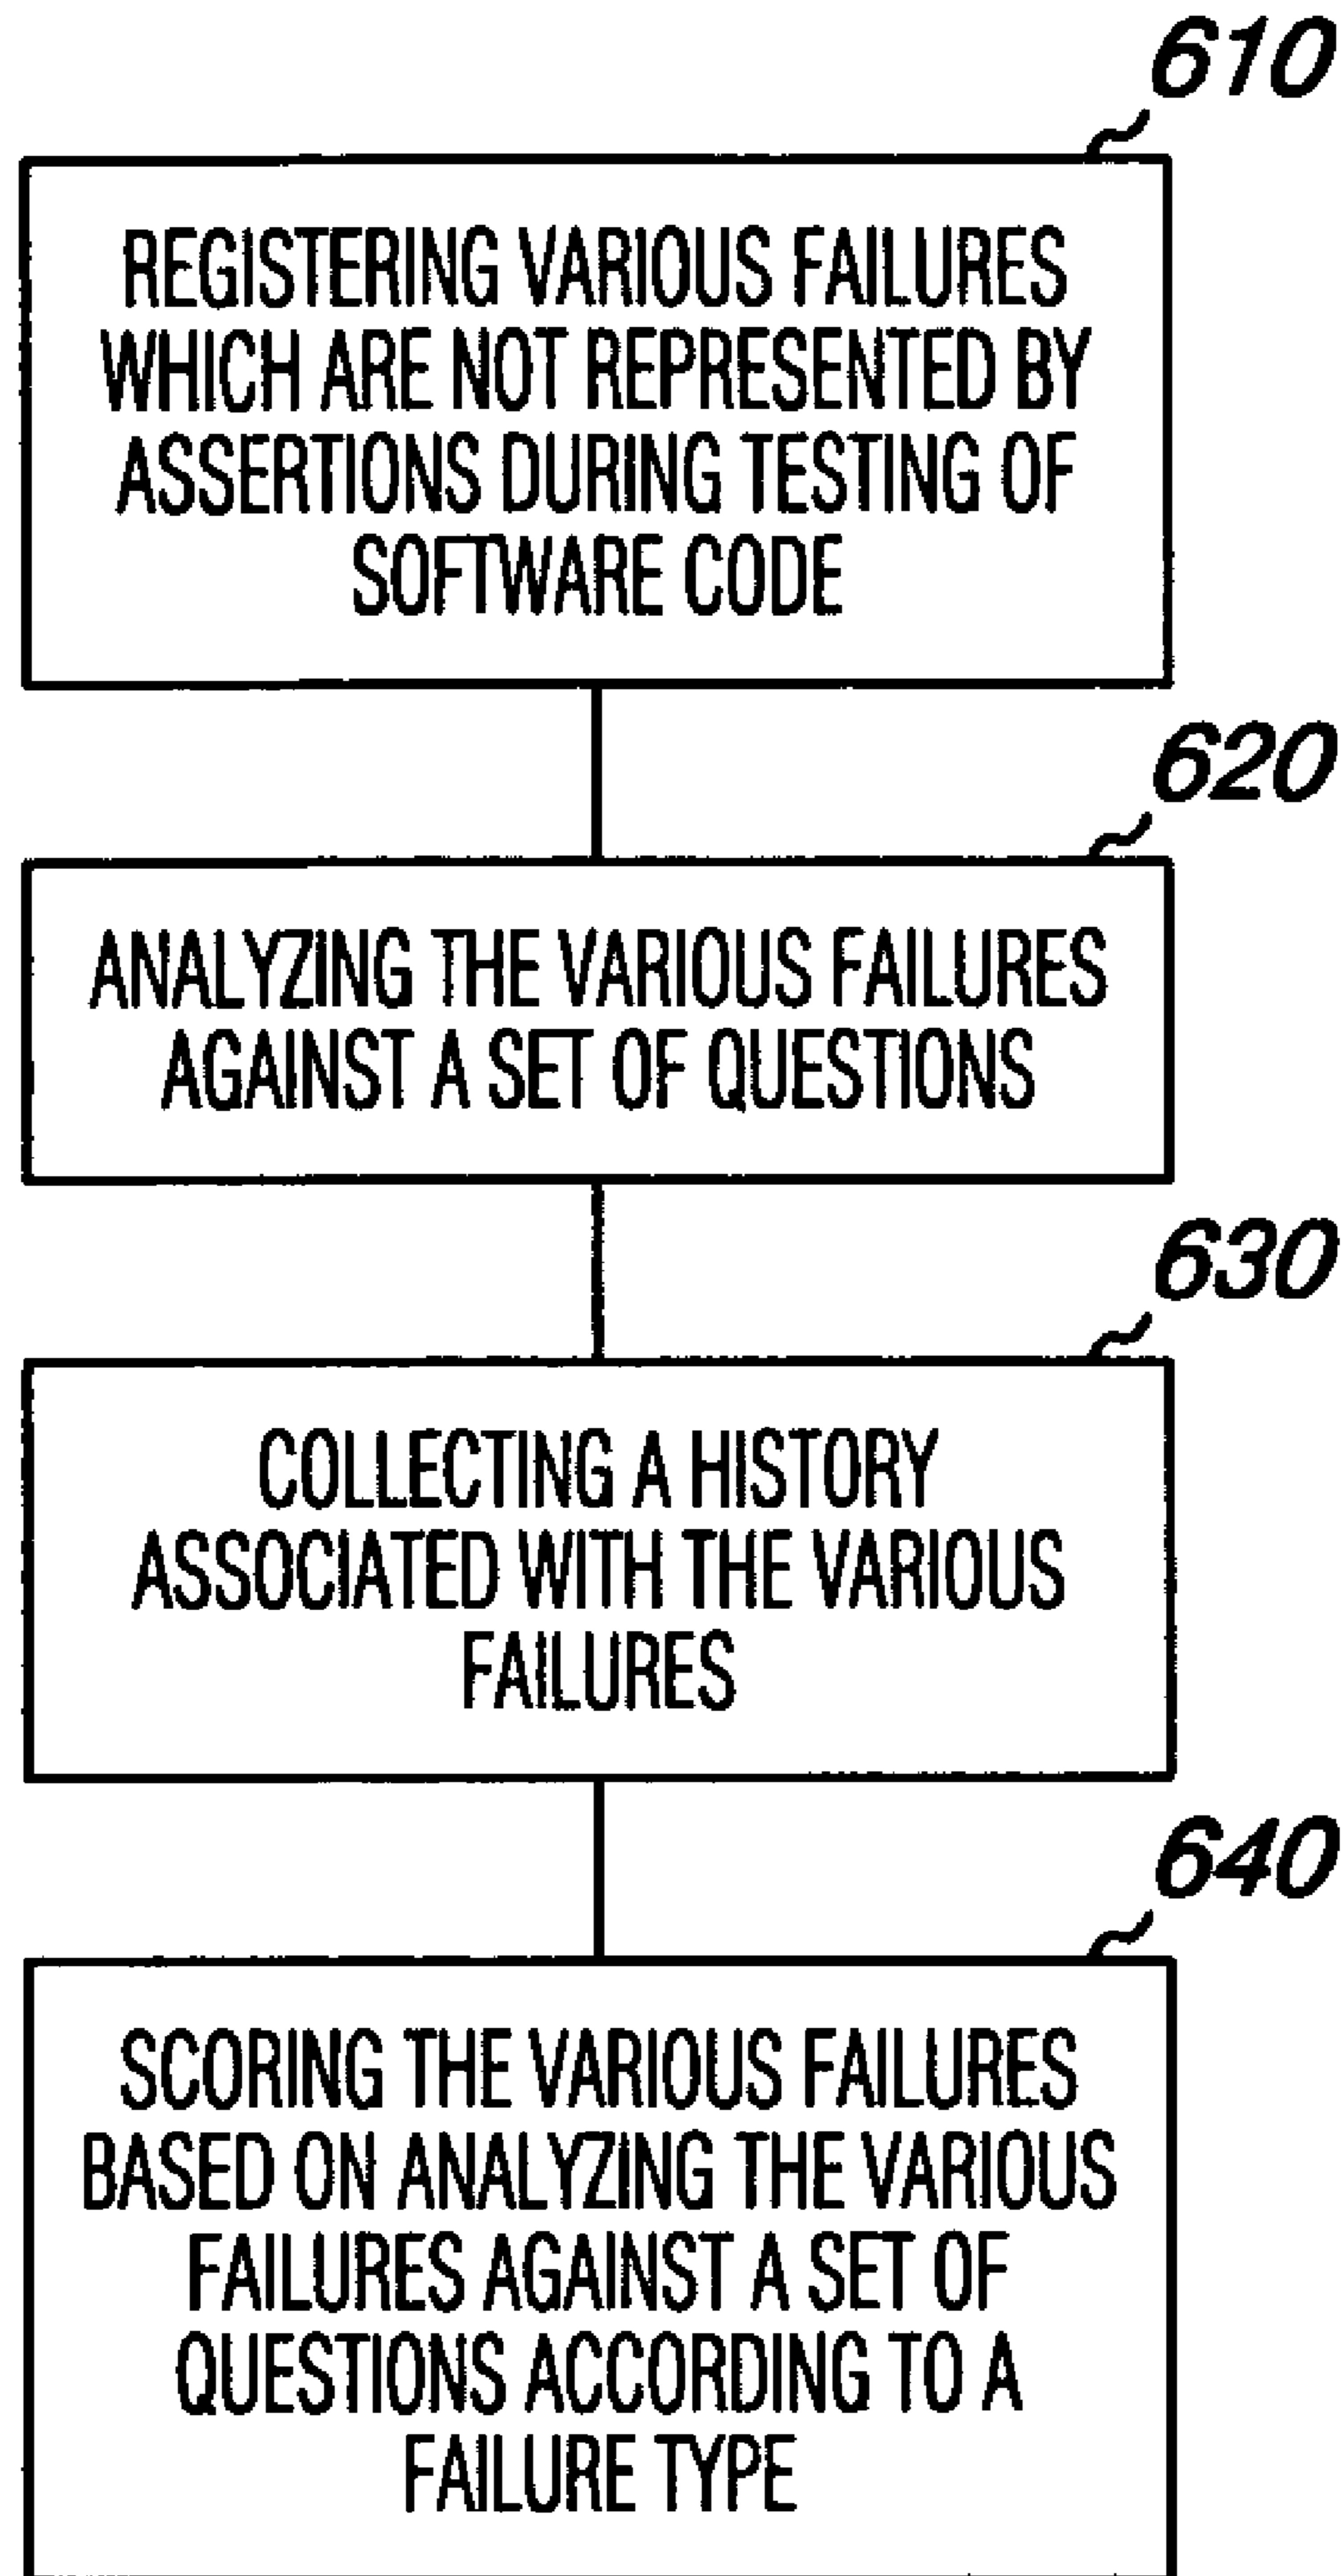 610
REGISTERING VARIOUS FAILURES
WHICH ARE NOT REPRESENTED BY
ASSERTIONS DURING TESTING OF
SOFTWARE CODE
620
ANALYZING THE VARIOUS FAILURES
AGAINST A SET OF QUESTIONS
630
COLLECTING A HISTORY
ASSOCIATED WITH THE VARIOUS
FAILURES
640
SCORING THE VARIOUS FAILURES
BASED ON ANALYZING THE VARIOUS
FAILURES AGAINST A SET OF
QUESTIONS ACCORDING TO A
FAILURE TYPE